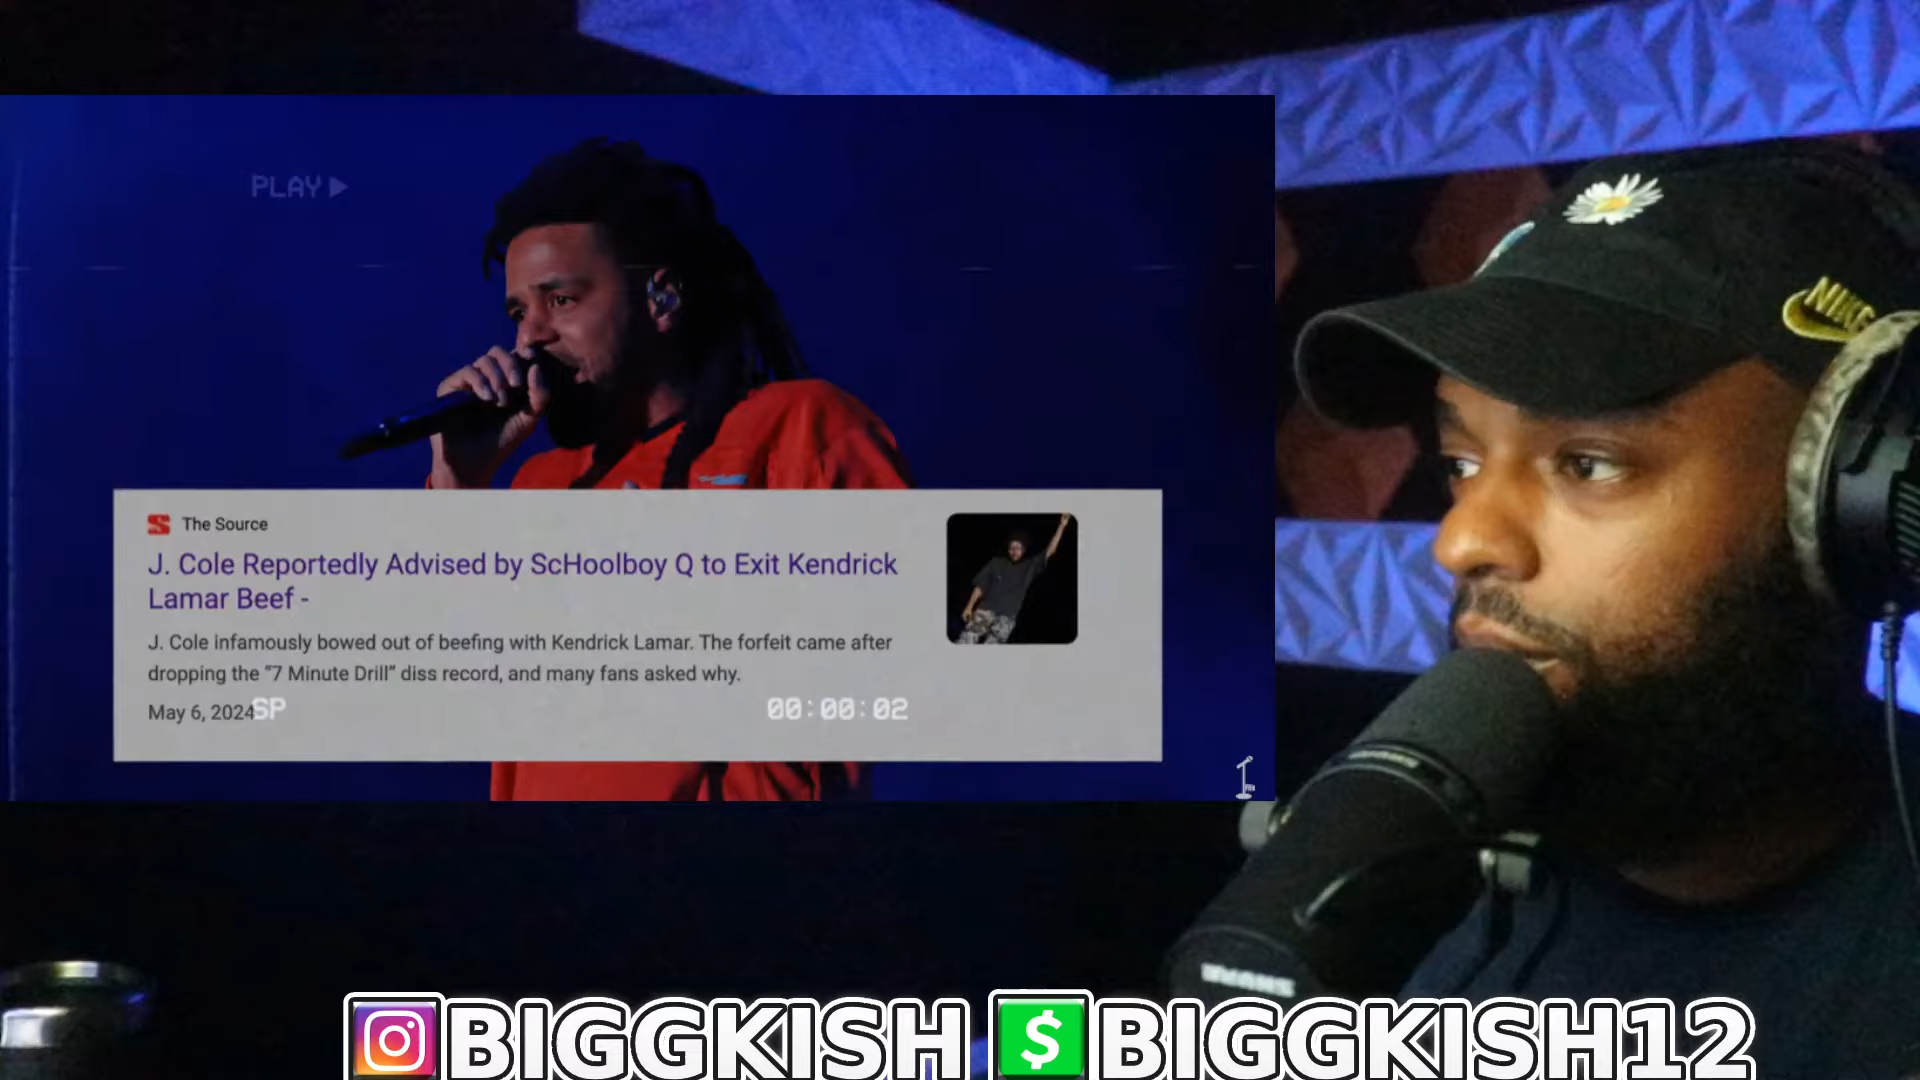 PLAY
NIKE
The Source
J. Cole Reportedly Advised by ScHoolboy Q to Exit Kendrick
Lamar Beef -
J. Cole infamously bowed out of beefing with Kendrick Lamar. The forfeit came after
dropping the “7 Minute Drill” diss record, and many fans asked why.
May 6, 2024
SP
00:00:02
BIGGKISH
$
BIGGKISH12